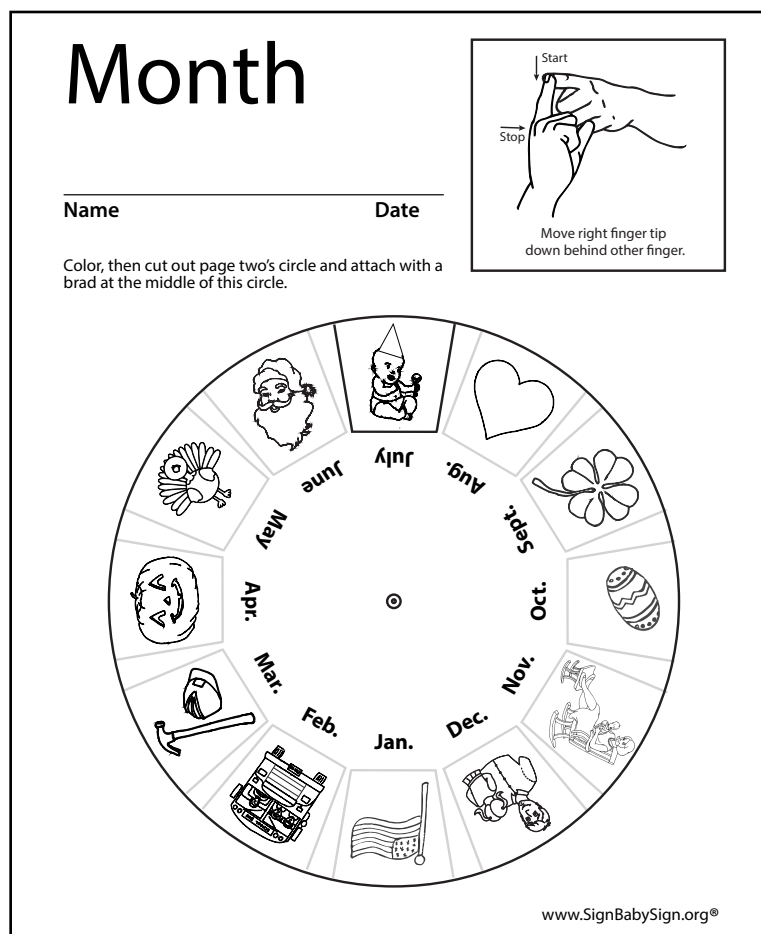 Month
Start
Stop
Move right finger tip
down behind other finger.
Name Date
Color, then cut out page two's circle and attach with a
brad at the middle of this circle.
July
Aug.
Sept.
Oct.
Nov.
Dec.
Jan.
Feb.
Mar.
Apr.
May
June
www.SignBabySign.org®